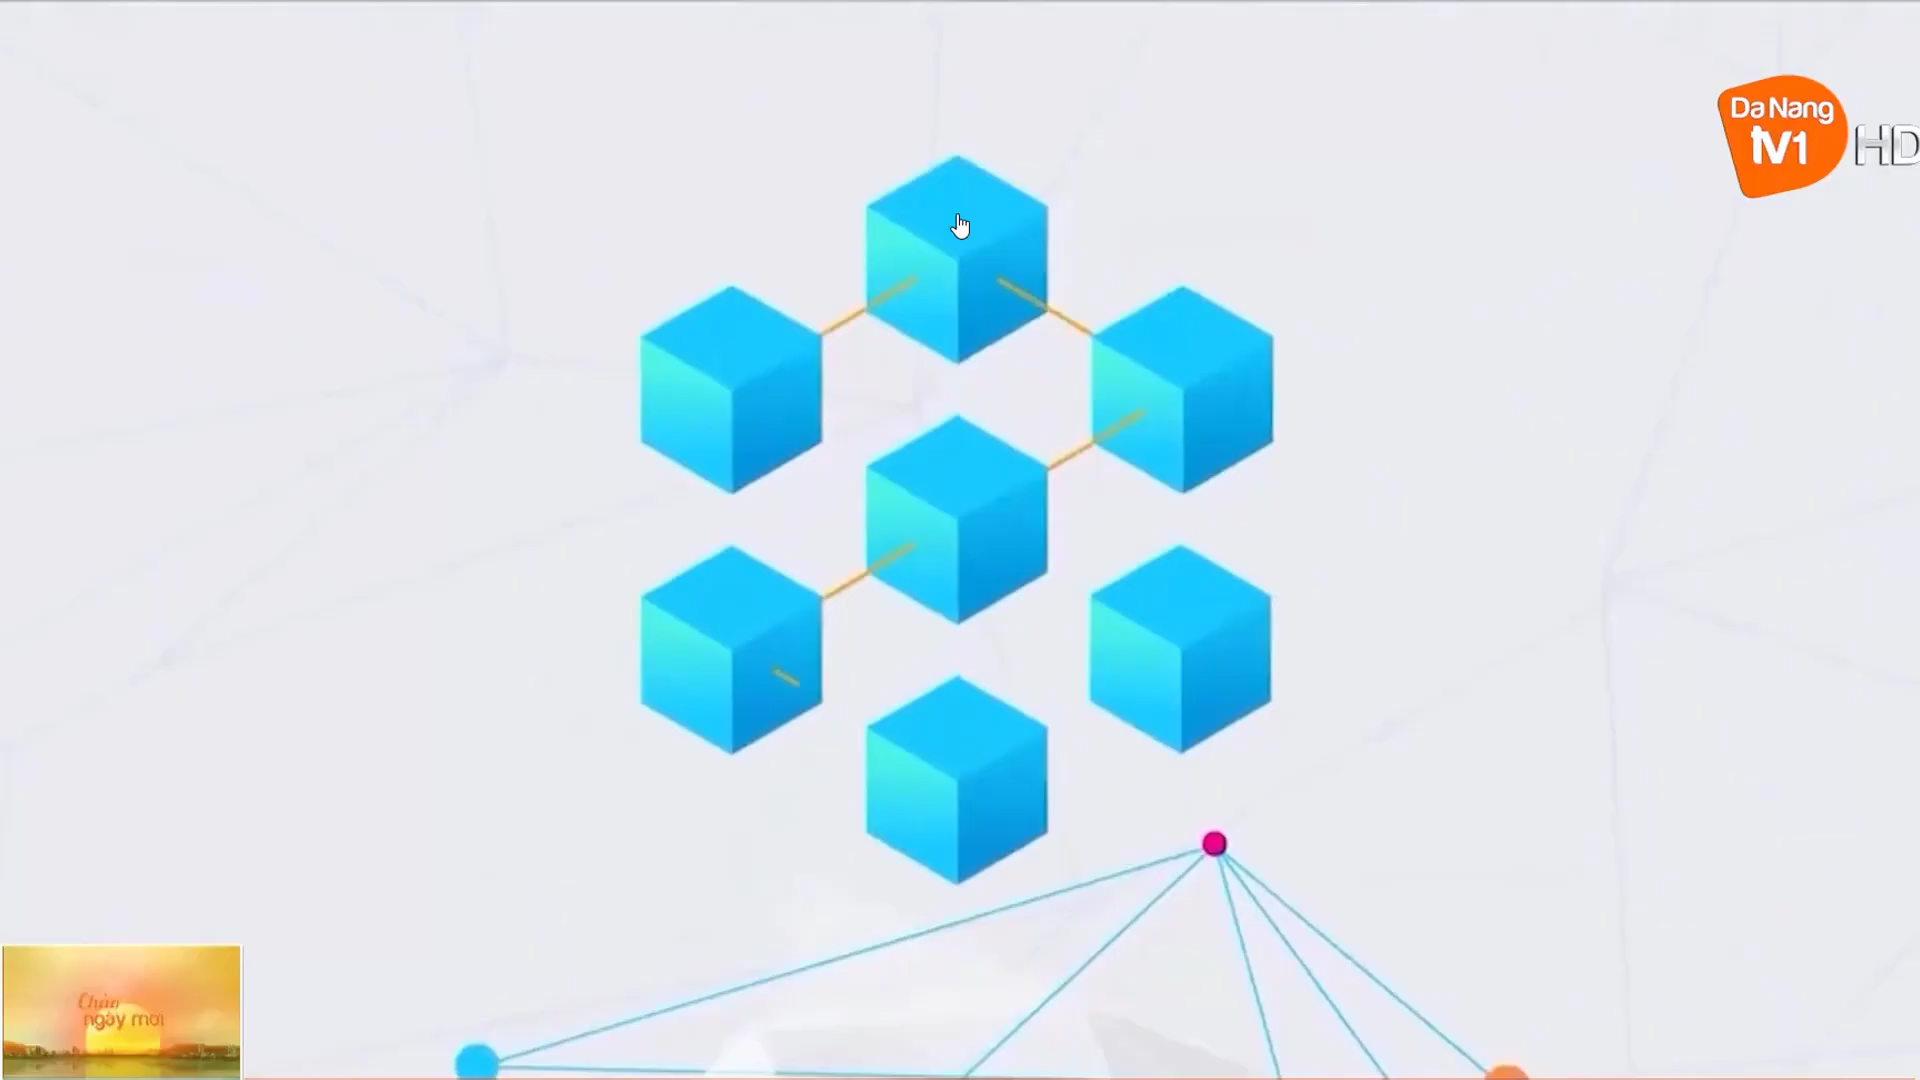 Da Nang
tv1
HD
Chào
ngày mới